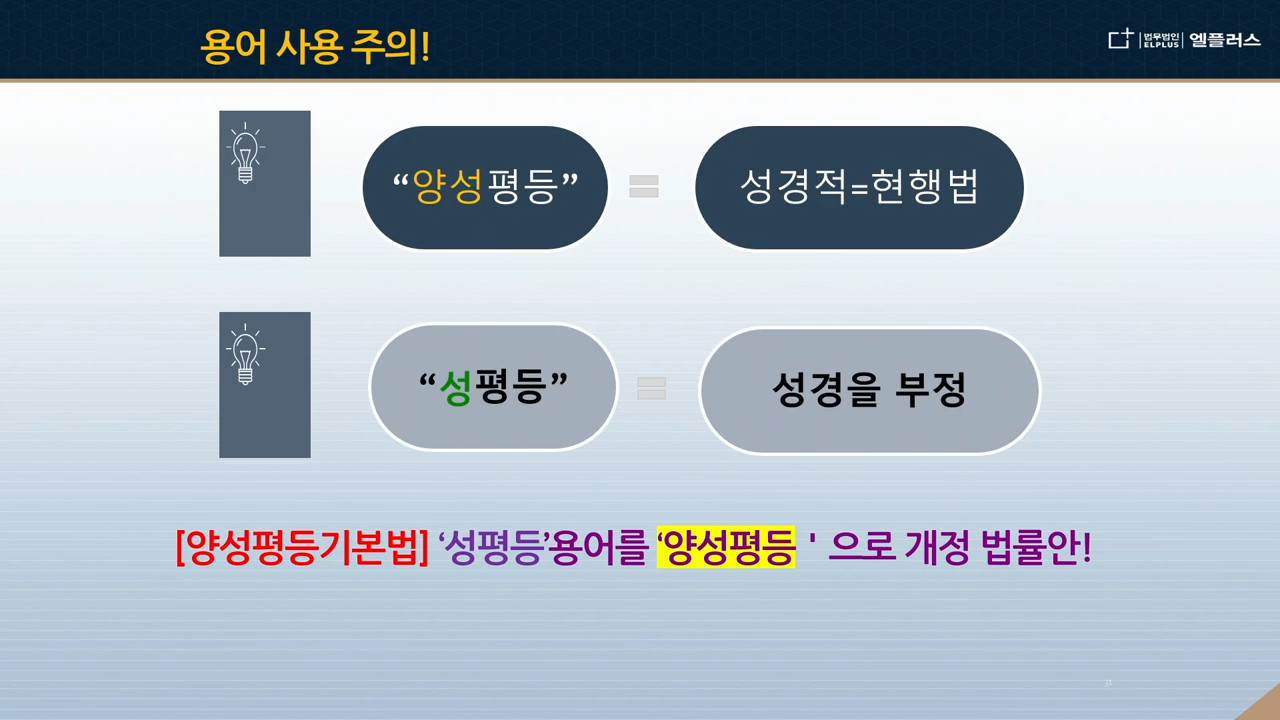 용어 사용 주의!
법무법인
ELPLUS
엘플러스
“양성평등”
성경적=현행법
“성평등”
성경을 부정
[양성평등기본법] ‘성평등’용어를 ‘양성평등 ' 으로 개정 법률안!
31